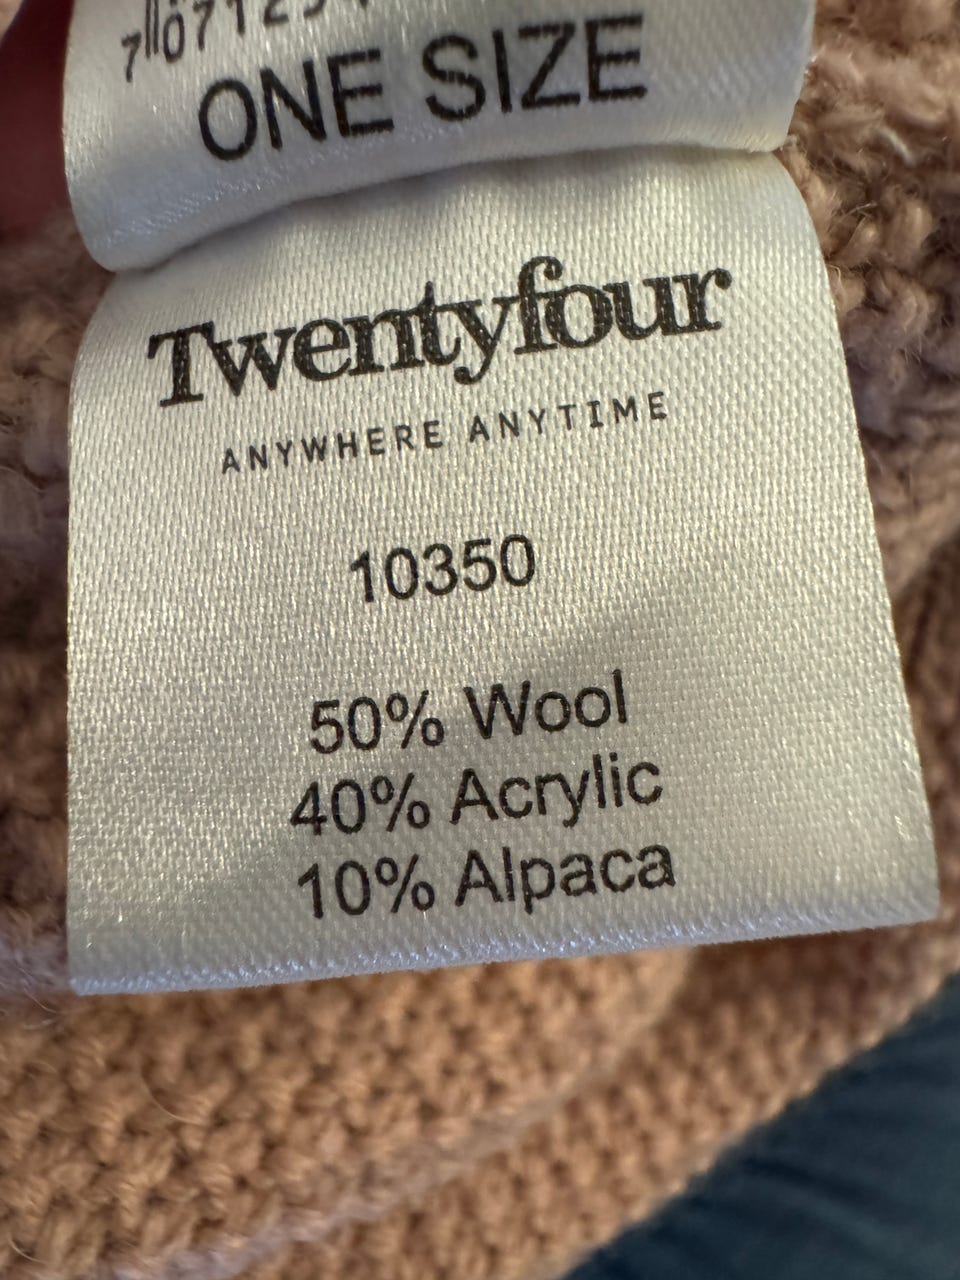 ONE SIZE
Twentyfour
ANYWHERE ANYTIME
10350
50% Wool
40% Acrylic
10% Alpaca